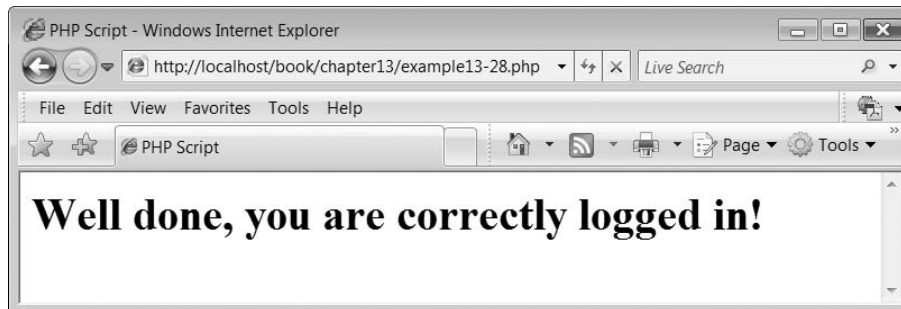 PHP Script - Windows Internet Explorer
http://localhost/book/chapter13/example13-28.php Live Search
File Edit View Favorites Tools Help
PHP Script Page Tools
Well done, you are correctly logged in!